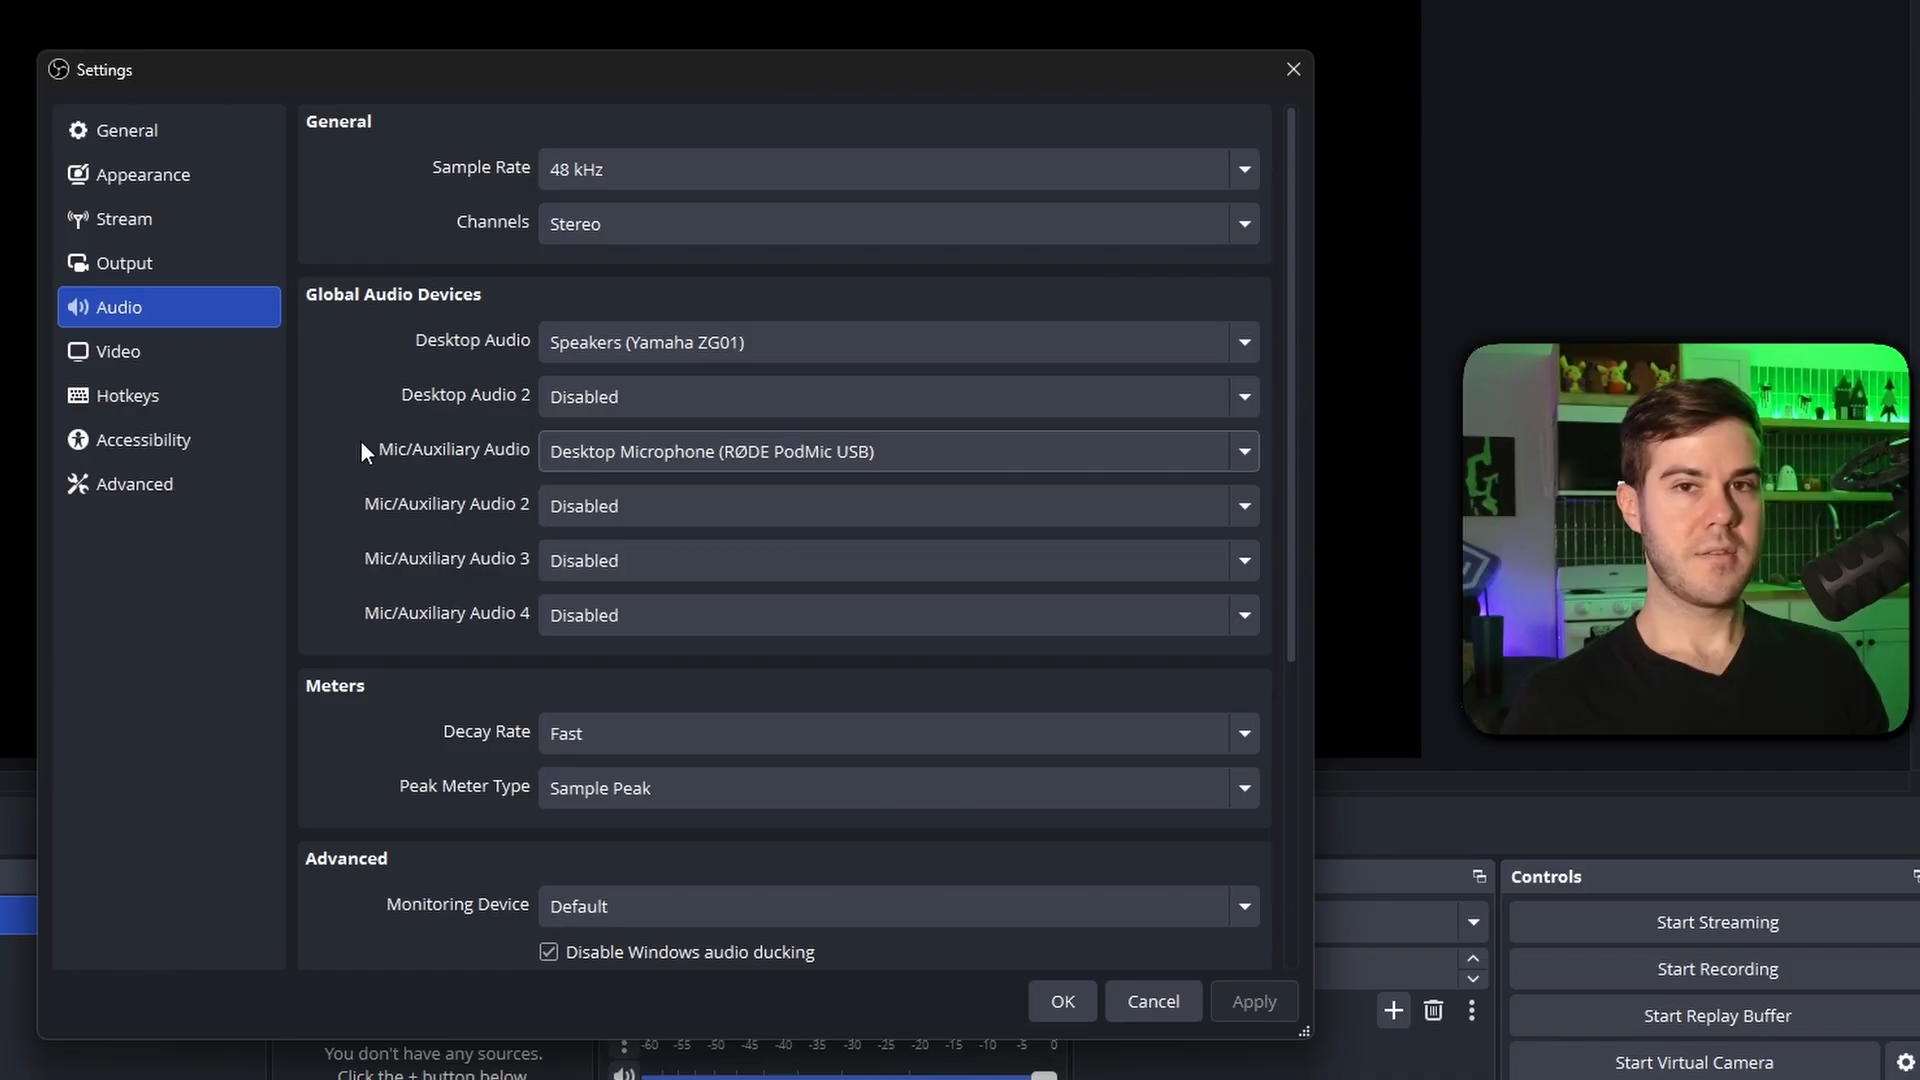 Settings
General
Appearance
Stream
Output
Audio
Video
Hotkeys
Accessibility
Advanced
General
Sample Rate 48 kHz
Channels Stereo
Global Audio Devices
Desktop Audio Speakers (Yamaha ZG01)
Desktop Audio 2 Disabled
Mic/Auxiliary Audio Desktop Microphone (RØDE PodMic USB)
Mic/Auxiliary Audio 2 Disabled
Mic/Auxiliary Audio 3 Disabled
Mic/Auxiliary Audio 4 Disabled
Meters
Decay Rate Fast
Peak Meter Type Sample Peak
Advanced
Monitoring Device Default
Disable Windows audio ducking
OK Cancel Apply
You don't have any sources.
Click the + button below
-60 -55 -50 -45 -40 -35 -30 -25 -20 -15 -10 -5 0
Controls
Start Streaming
Start Recording
Start Replay Buffer
Start Virtual Camera